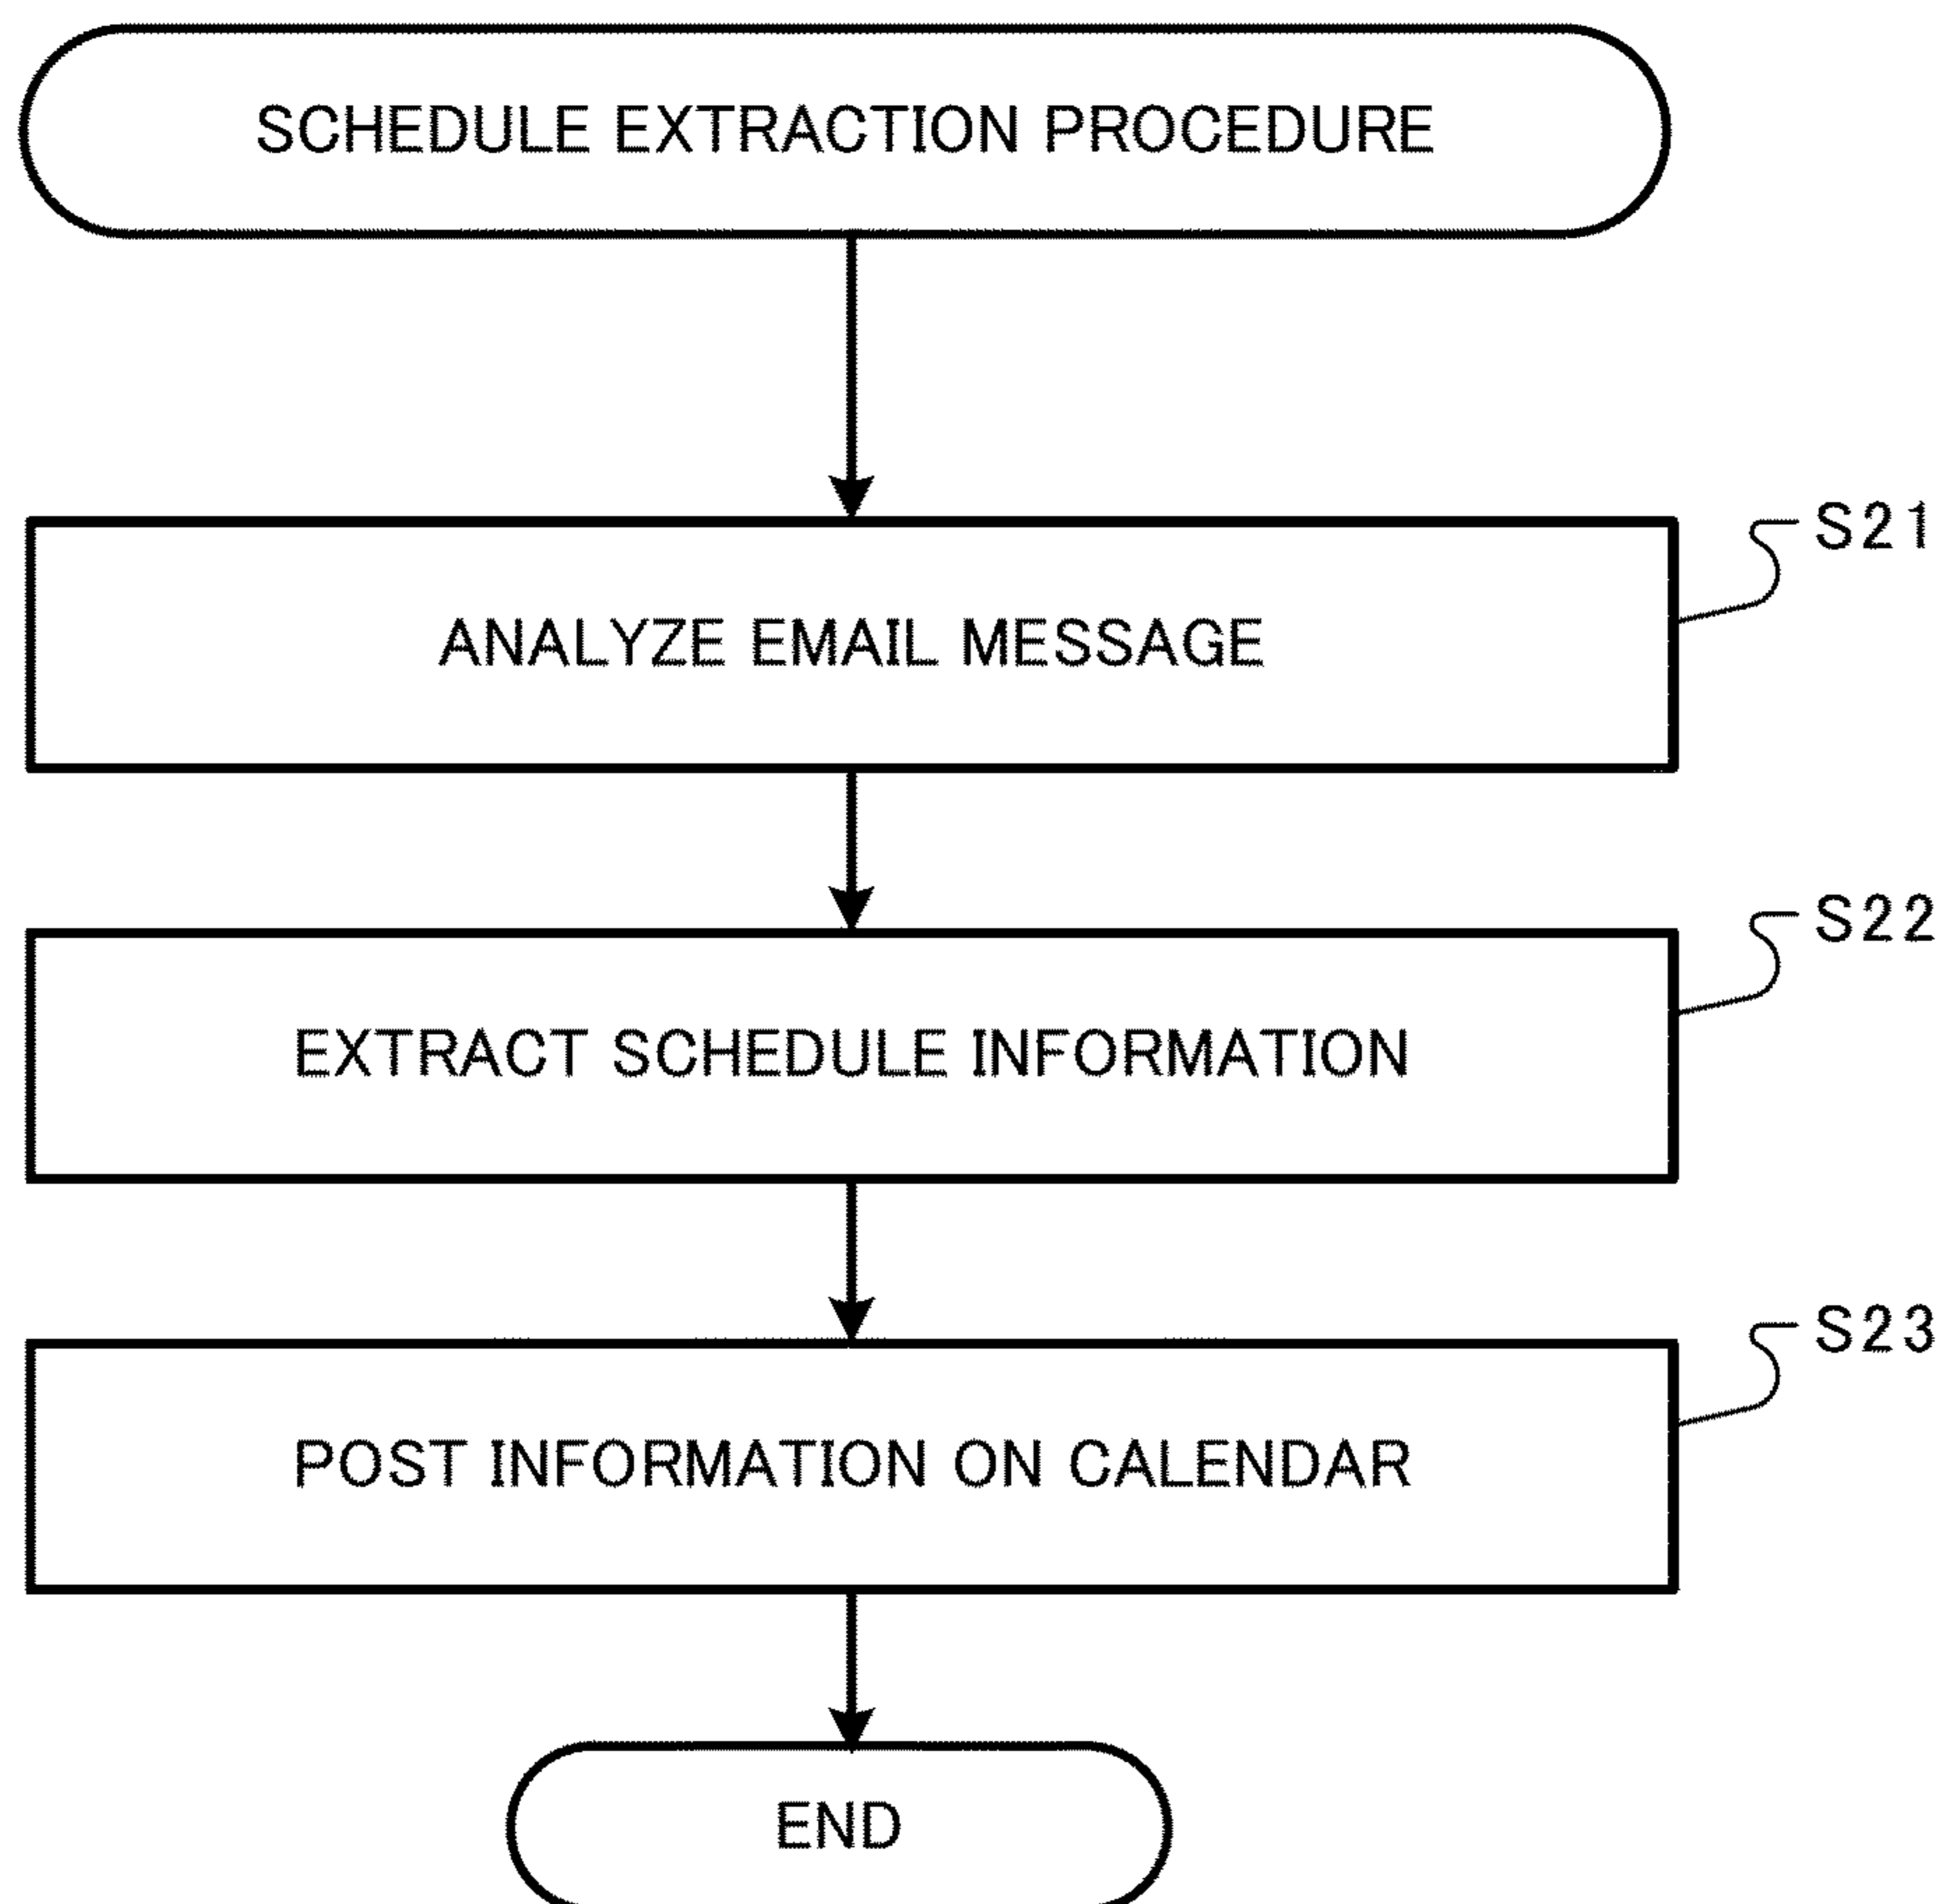 SCHEDULE EXTRACTION PROCEDURE
S21
ANALYZE EMAIL MESSAGE
S22
EXTRACT SCHEDULE INFORMATION
S23
POST INFORMATION ON CALENDAR
END